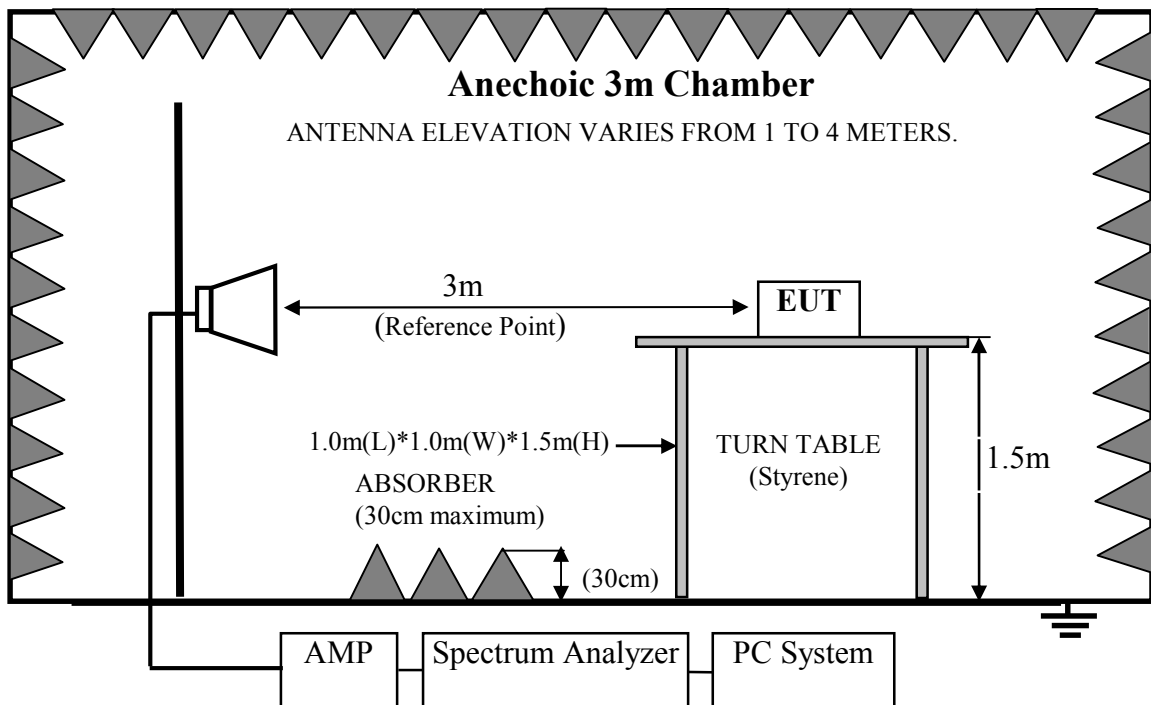 Anechoic 3m Chamber
ANTENNA ELEVATION VARIES FROM 1 TO 4 METERS.
3m
(Reference Point)
EUT
1.0m(L)*1.0m(W)*1.5m(H)
TURN TABLE
(Styrene)
1.5m
ABSORBER
(30cm maximum)
(30cm)
AMP
Spectrum Analyzer
PC System